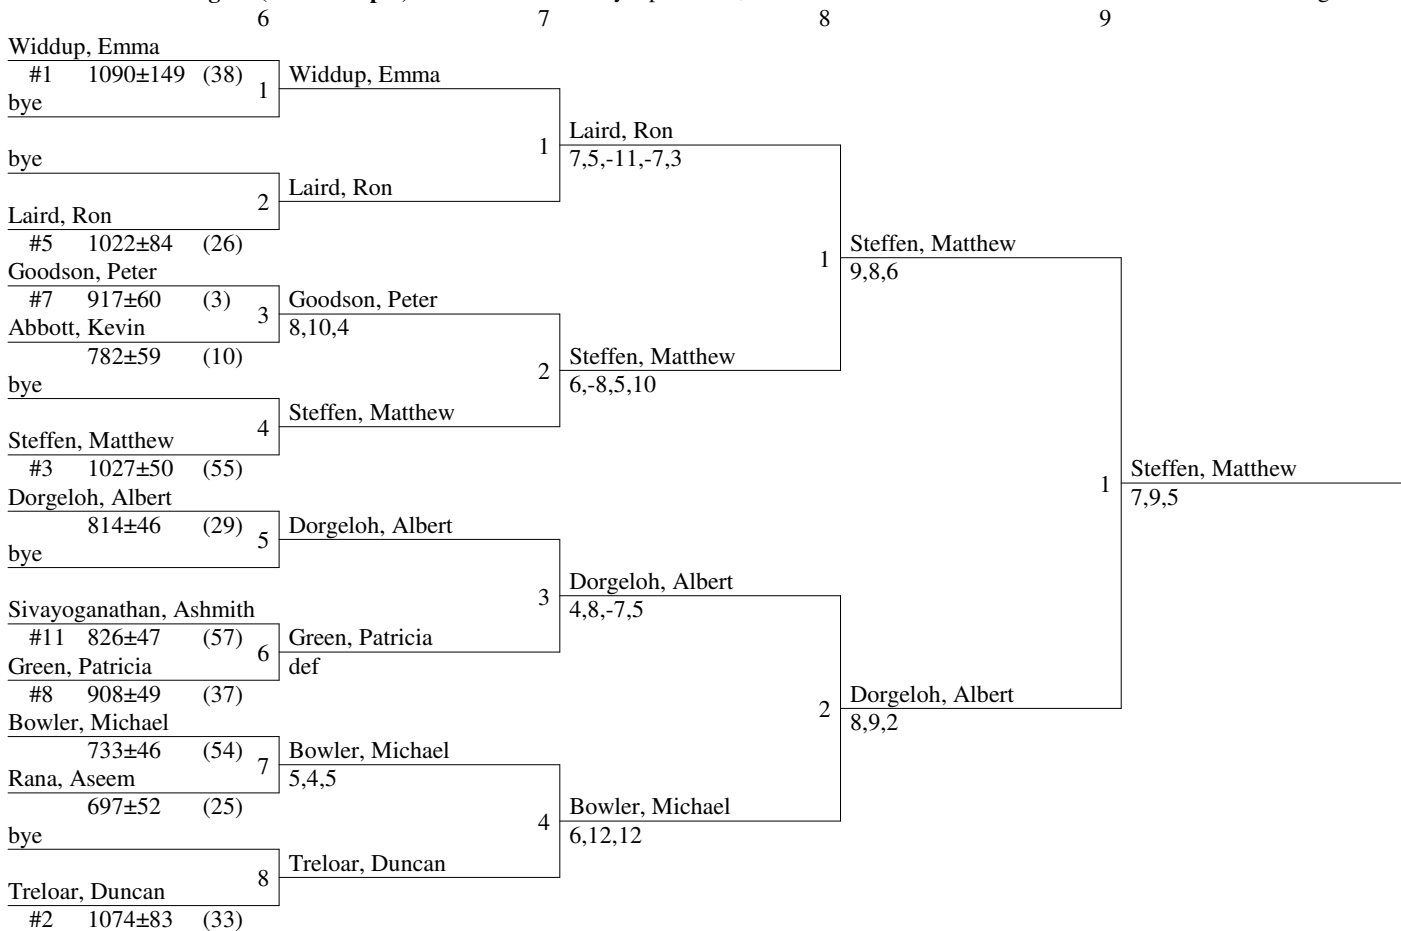 6 7 8 9
Widdup, Emma
#1 1090±149 (38) 1 Widdup, Emma
bye
1 Laird, Ron
7,5,-11,-7,3
bye
2 Laird, Ron
Laird, Ron
#5 1022±84 (26)
1 Steffen, Matthew
9,8,6
Goodson, Peter
#7 917±60 (3) 3 Goodson, Peter
8,10,4
Abbott, Kevin
782±59 (10)
2 Steffen, Matthew
6,-8,5,10
bye
4 Steffen, Matthew
Steffen, Matthew
#3 1027±50 (55)
1 Steffen, Matthew
7,9,5
Dorgeloh, Albert
814±46 (29) 5 Dorgeloh, Albert
bye
3 Dorgeloh, Albert
4,8,-7,5
Sivayoganathan, Ashmith
#11 826±47 (57) 6 Green, Patricia
def
Green, Patricia
#8 908±49 (37)
2 Dorgeloh, Albert
8,9,2
Bowler, Michael
733±46 (54) 7 Bowler, Michael
5,4,5
Rana, Aseem
697±52 (25)
4 Bowler, Michael
6,12,12
bye
8 Treloar, Duncan
Treloar, Duncan
#2 1074±83 (33)